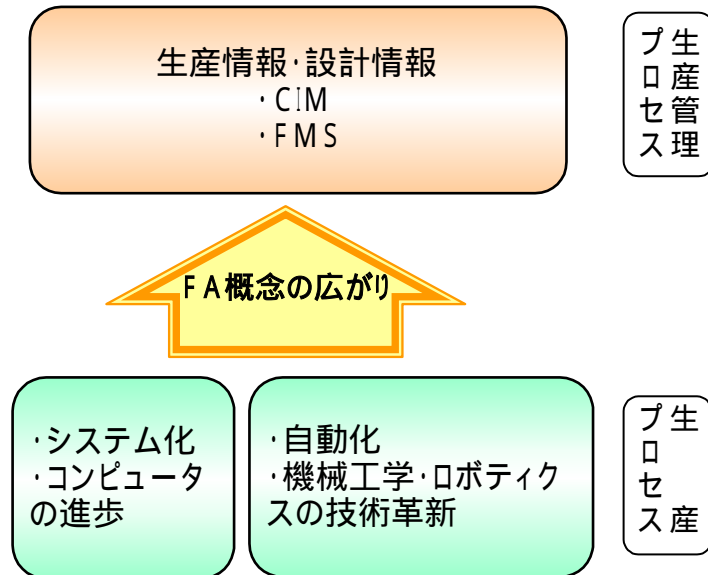 生産情報・設計情報
・CIM
・FMS
生産管理
プロセス
FA概念の広がり
・システム化
・コンピュータ
の進歩
・自動化
・機械工学・ロボティク
スの技術革新
生産
プロセス